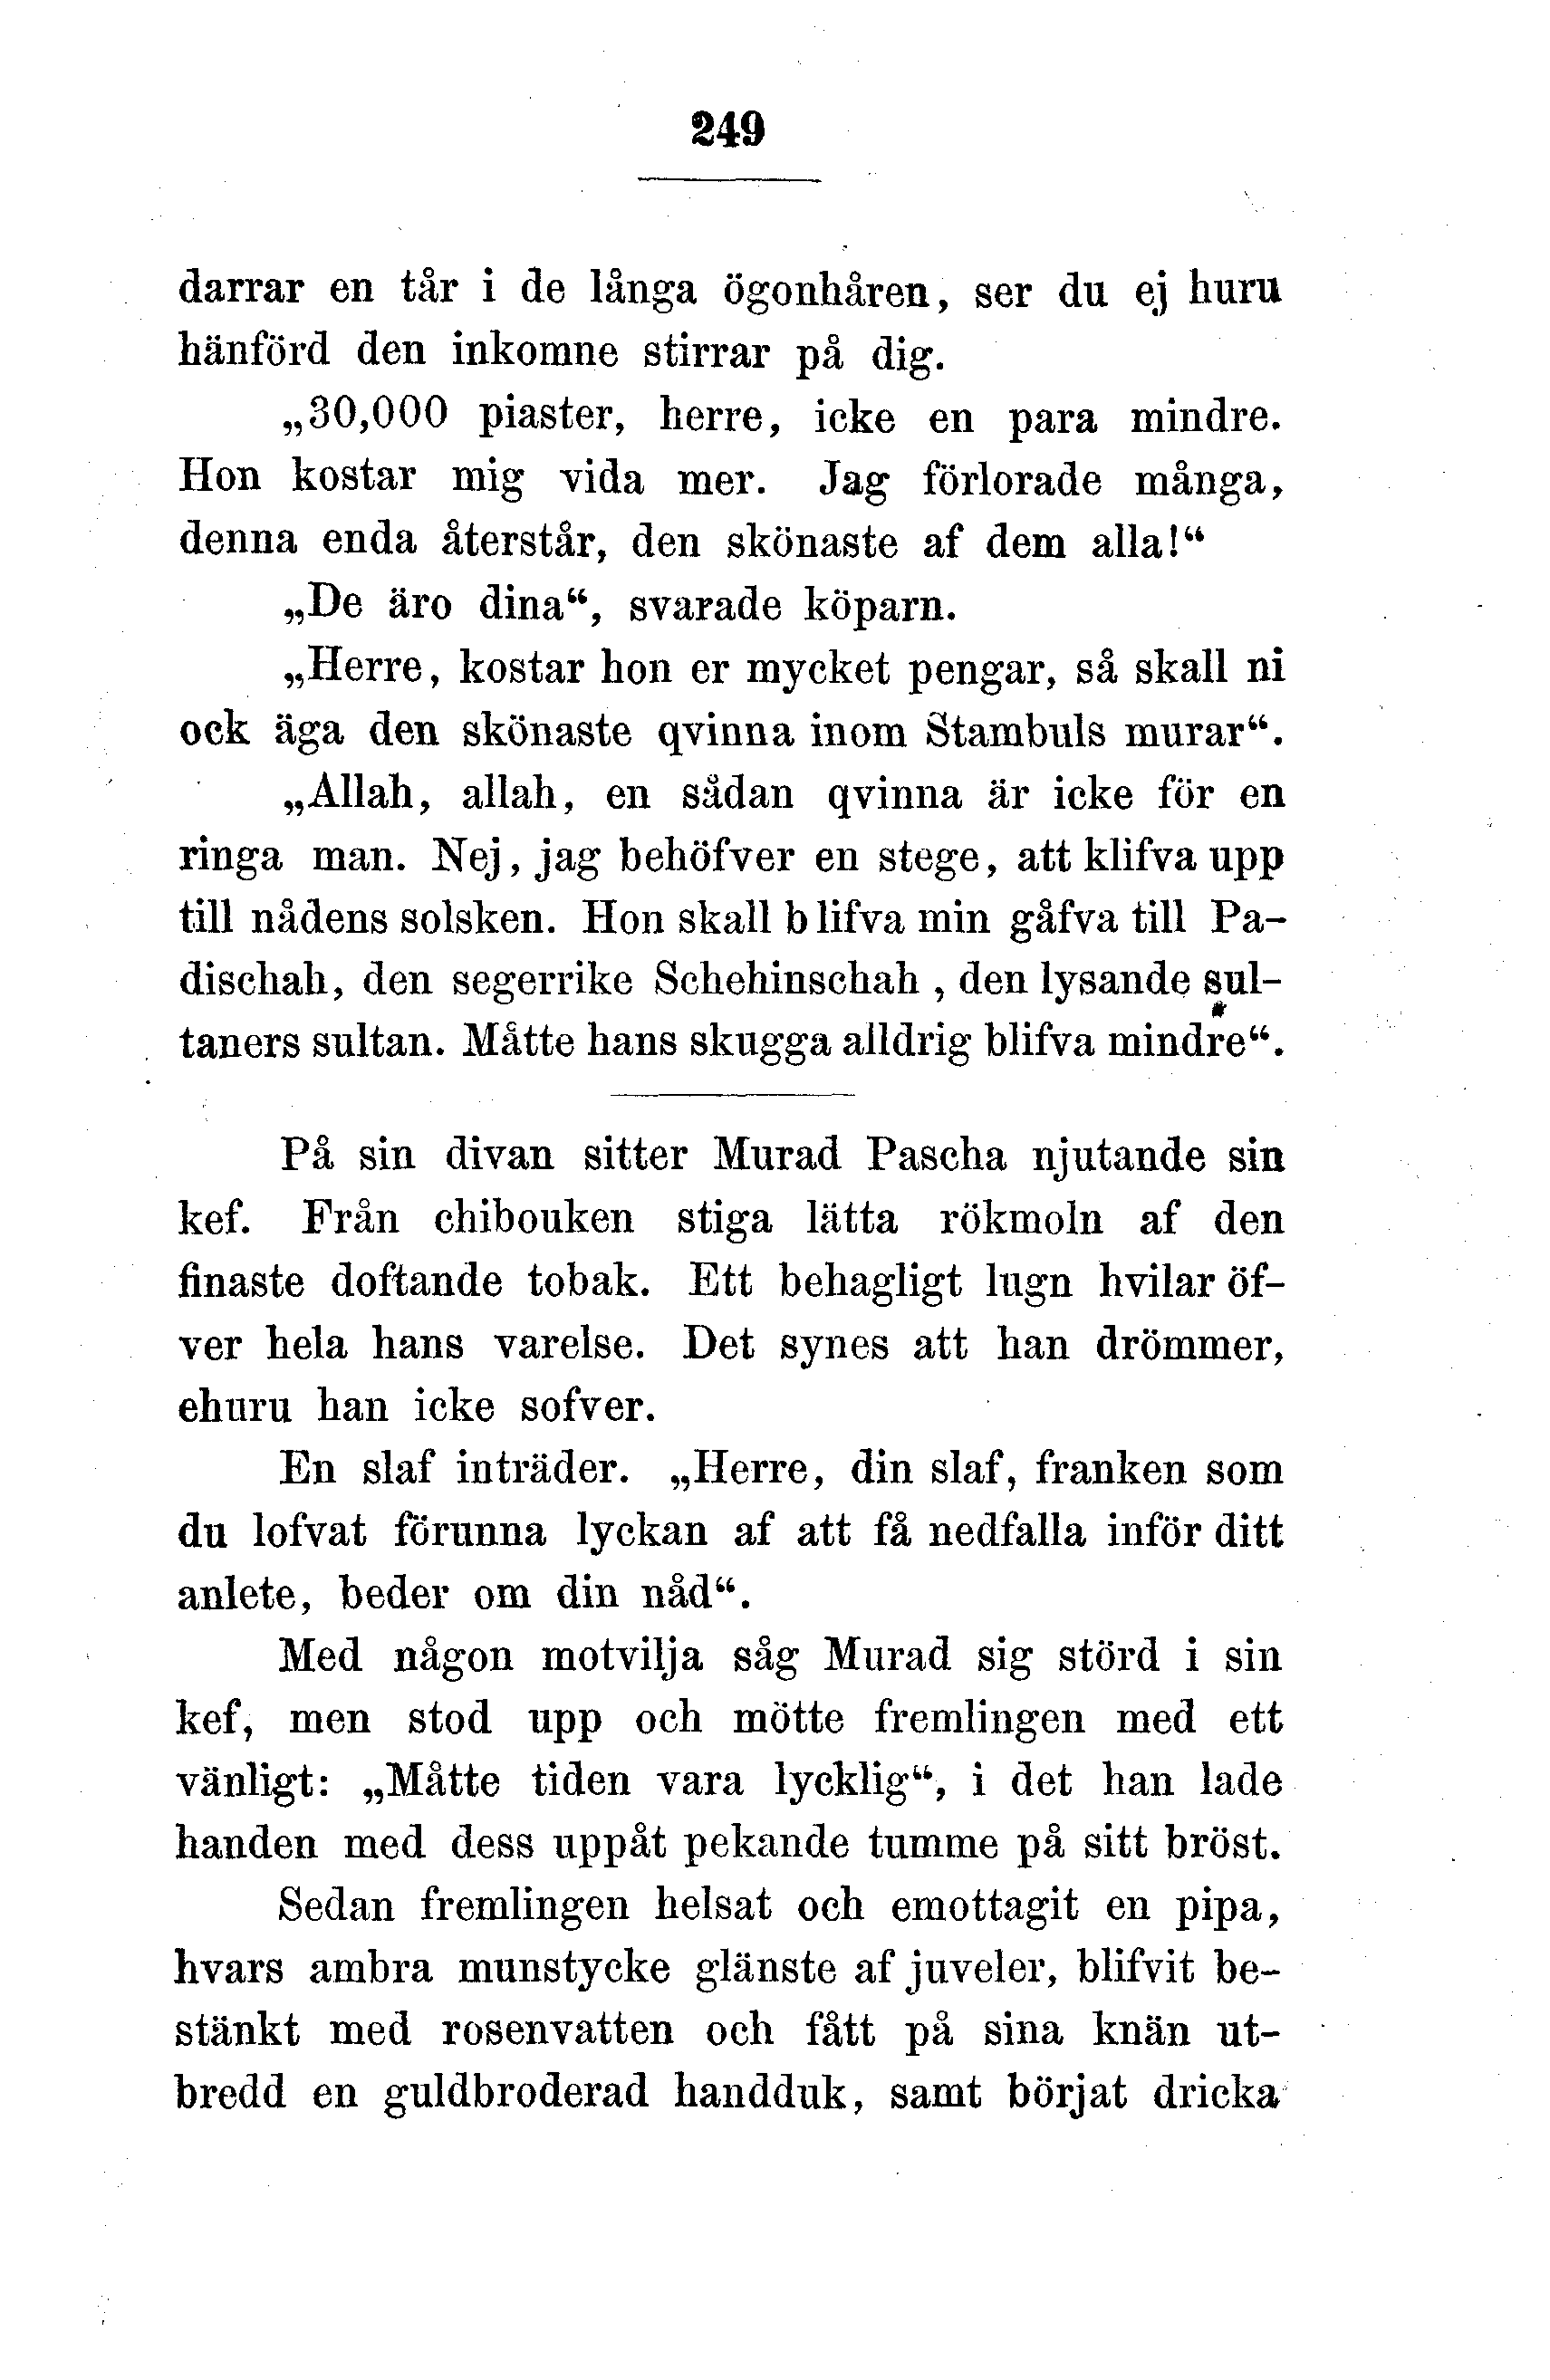 249
darrar en tår i de långa ögonhåren, ser du ej huru
hänförd den inkomne stirrar på dig.
„30,000 piaster, herre, icke en para mindre.
Hon kostar mig vida mer. Jag förlorade många,
denna enda återstår, den skönaste af dem alla!“
„De äro dina“, svarade köparn.
„Herre, kostar hon er mycket pengar, så skall ni
ock äga den skönaste qvinna inom Stambuls murar“.
„Allah, allah, en sådan qvinna är icke för en
ringa man. Nej, jag behöfver en stege, att klifva upp
till nådens solsken. Hon skall blifva min gåfva till Pa-
dischah, den segerrike Schehinschah , den lysande sul-
taners sultan. Måtte hans skugga alldrig blifva mindre“.
På sin divan sitter Murad Pascha njutande sin
kef. Från chibouken stiga lätta rökmoln af den
finaste doftande tobak. Ett behagligt lugn hvilar öf-
ver hela hans varelse. Det synes att han drömmer,
ehuru han icke sofver.
En slaf inträder. „Herre, din slaf, franken som
du lofvat förunna lyckan af att få nedfalla inför ditt
anlete, beder om din nåd“.
Med någon motvilja såg Murad sig störd i sin
kef, men stod upp och mötte fremlingen med ett
vänligt: „Måtte tiden vara lycklig“, i det han lade
handen med dess uppåt pekande tumme på sitt bröst.
Sedan fremlingen helsat och emottagit en pipa,
hvars ambra munstycke glänste af juveler, blifvit be-
stänkt med rosenvatten och fått på sina knän ut-
bredd en guldbroderad handduk, samt börjat dricka